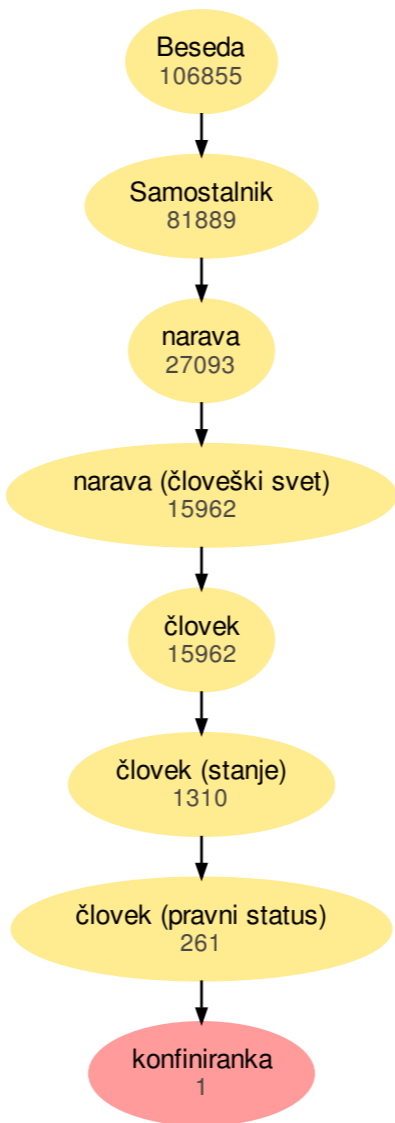 Beseda
106855
Samostalnik
81889
narava
27093
narava (človeški svet)
15962
človek
15962
človek (stanje)
1310
človek (pravni status)
261
konfiniranka
1